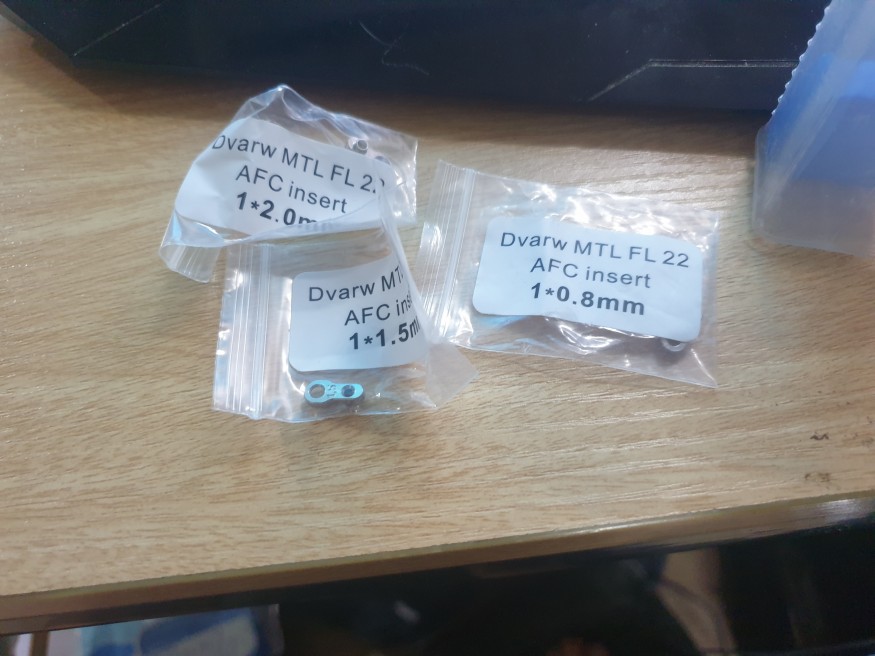 Dvarw MTL FL 2
AFC insert
1*2.0m
Dvarw MT
AFC ins
1*1.5m
Dvarw MTL FL 22
AFC insert
1*0.8mm